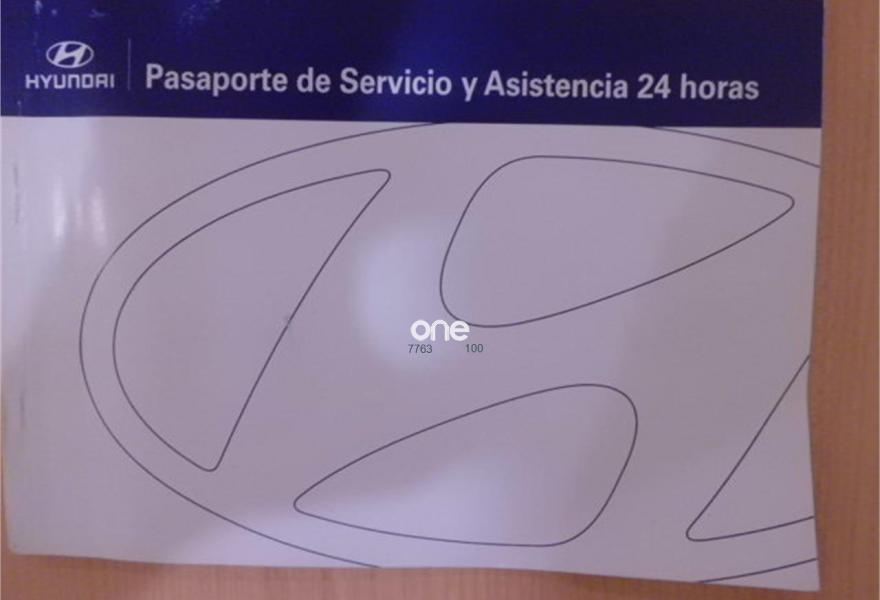 HYUNDAI
Pasaporte de Servicio y Asistencia 24 horas
one
7763 100